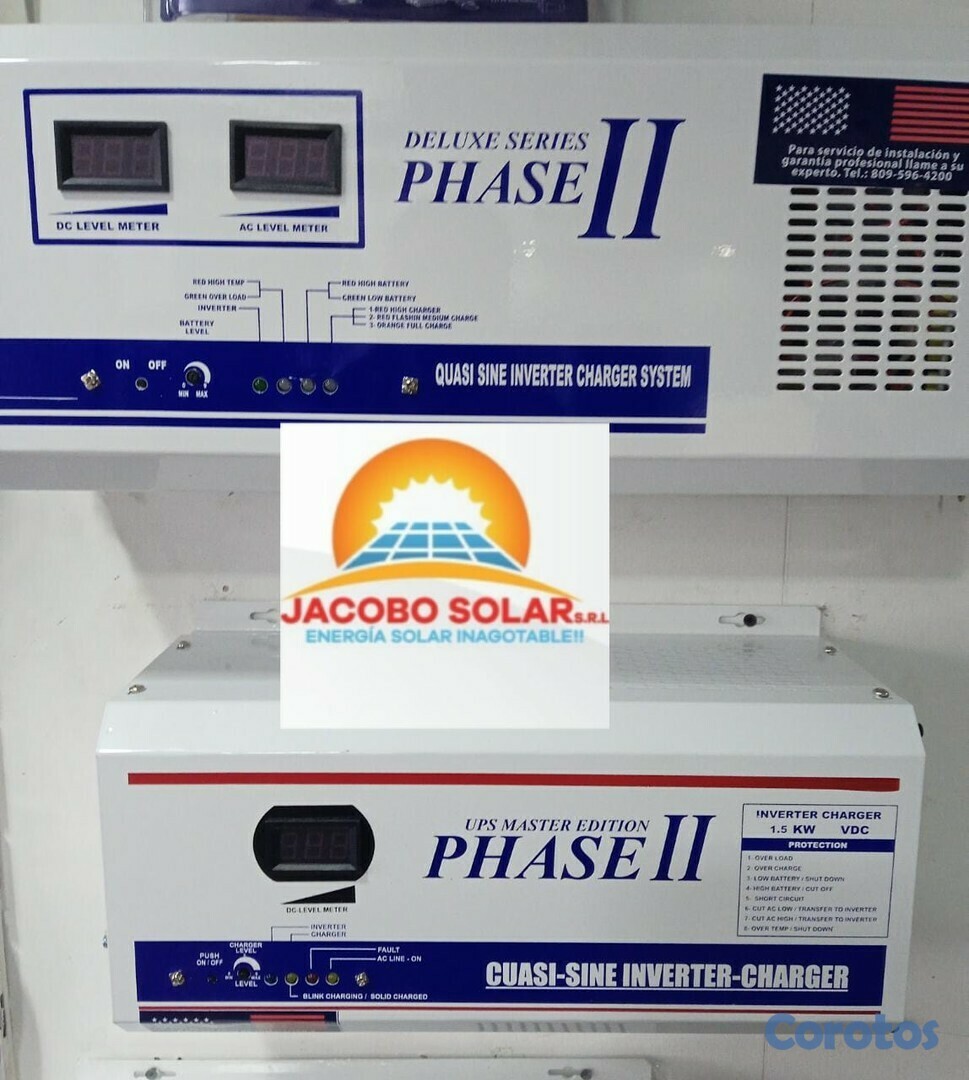 DELUXE SERIES
PHASE II
Para servicio de instalación y
garantía profesional llame a su
experto. Tel.: 809-596-4200
DC LEVEL METER
AC LEVEL METER
RED HIGH TEMP
GREEN OVER LOAD
INVERTER
BATTERY
LEVEL
RED HIGH BATTERY
GREEN LOW BATTERY
1-RED HIGH CHARGER
2- RED FLASHIN MEDIUM CHARGE
3- ORANGE FULL CHARGE
ON OFF
MIN MAX
QUASI SINE INVERTER CHARGER SYSTEM
JACOBO SOLAR S.R.L
ENERGÍA SOLAR INAGOTABLE!!
UPS MASTER EDITION
PHASE II
DC LEVEL METER
INVERTER CHARGER
1.5 KW VDC
PROTECTION
1- OVER LOAD
2- OVER CHARGE
3- LOW BATTERY / SHUT DOWN
4- HIGH BATTERY / CUT OFF
5- SHORT CIRCUIT
6- CUT AC LOW / TRANSFER TO INVERTER
7- CUT AC HIGH / TRANSFER TO INVERTER
8- OVER TEMP / SHUT DOWN
INVERTER
CHARGER
PUSH
ON / OFF
CHARGER
LEVEL
MIN MAX
LEVEL
FAULT
AC LINE - ON
BLINK CHARGING / SOLID CHARGED
CUASI-SINE INVERTER-CHARGER
Corotos